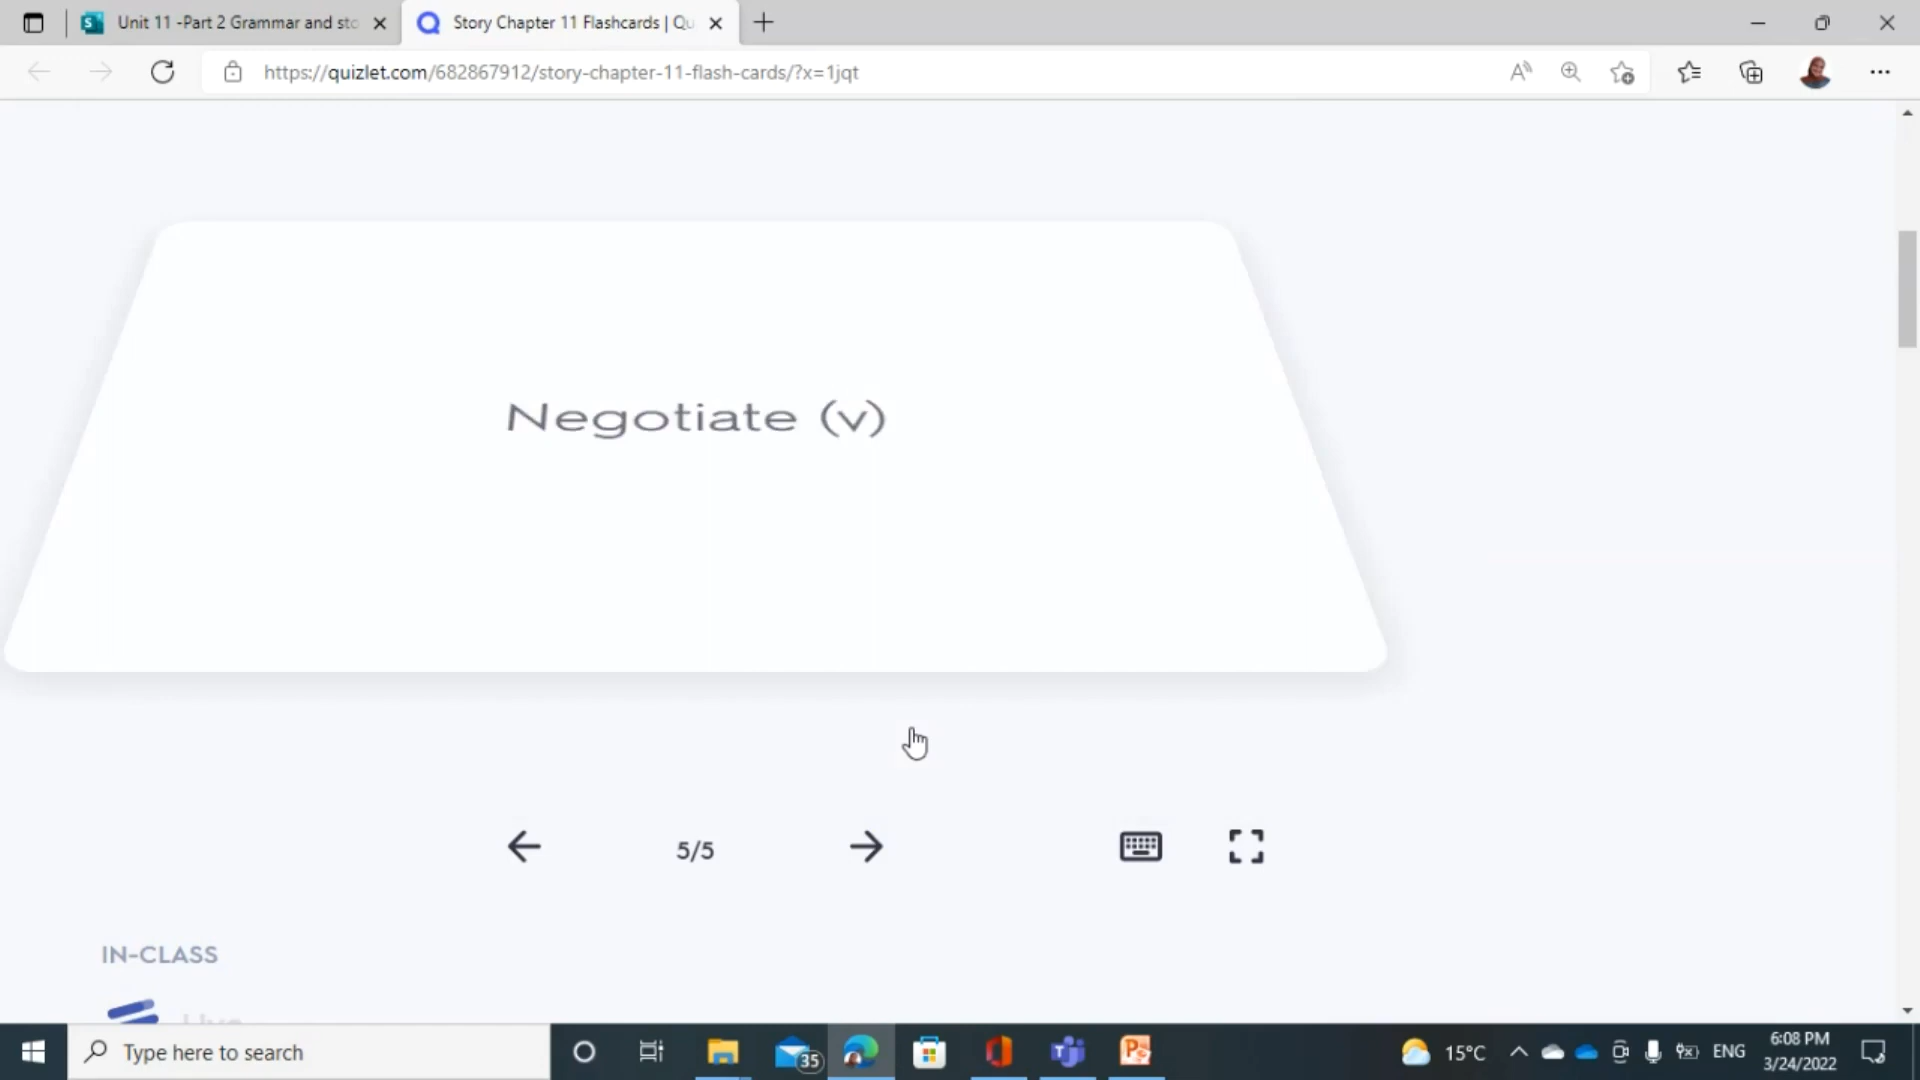 Unit 11 -Part 2 Grammar and sto
Story Chapter 11 Flashcards | Qu
https://quizlet.com/682867912/story-chapter-11-flash-cards/?x=1jqt
Negotiate (v)
5/5
IN-CLASS
Live
Type here to search
35
15°C
ENG
6:08 PM
3/24/2022